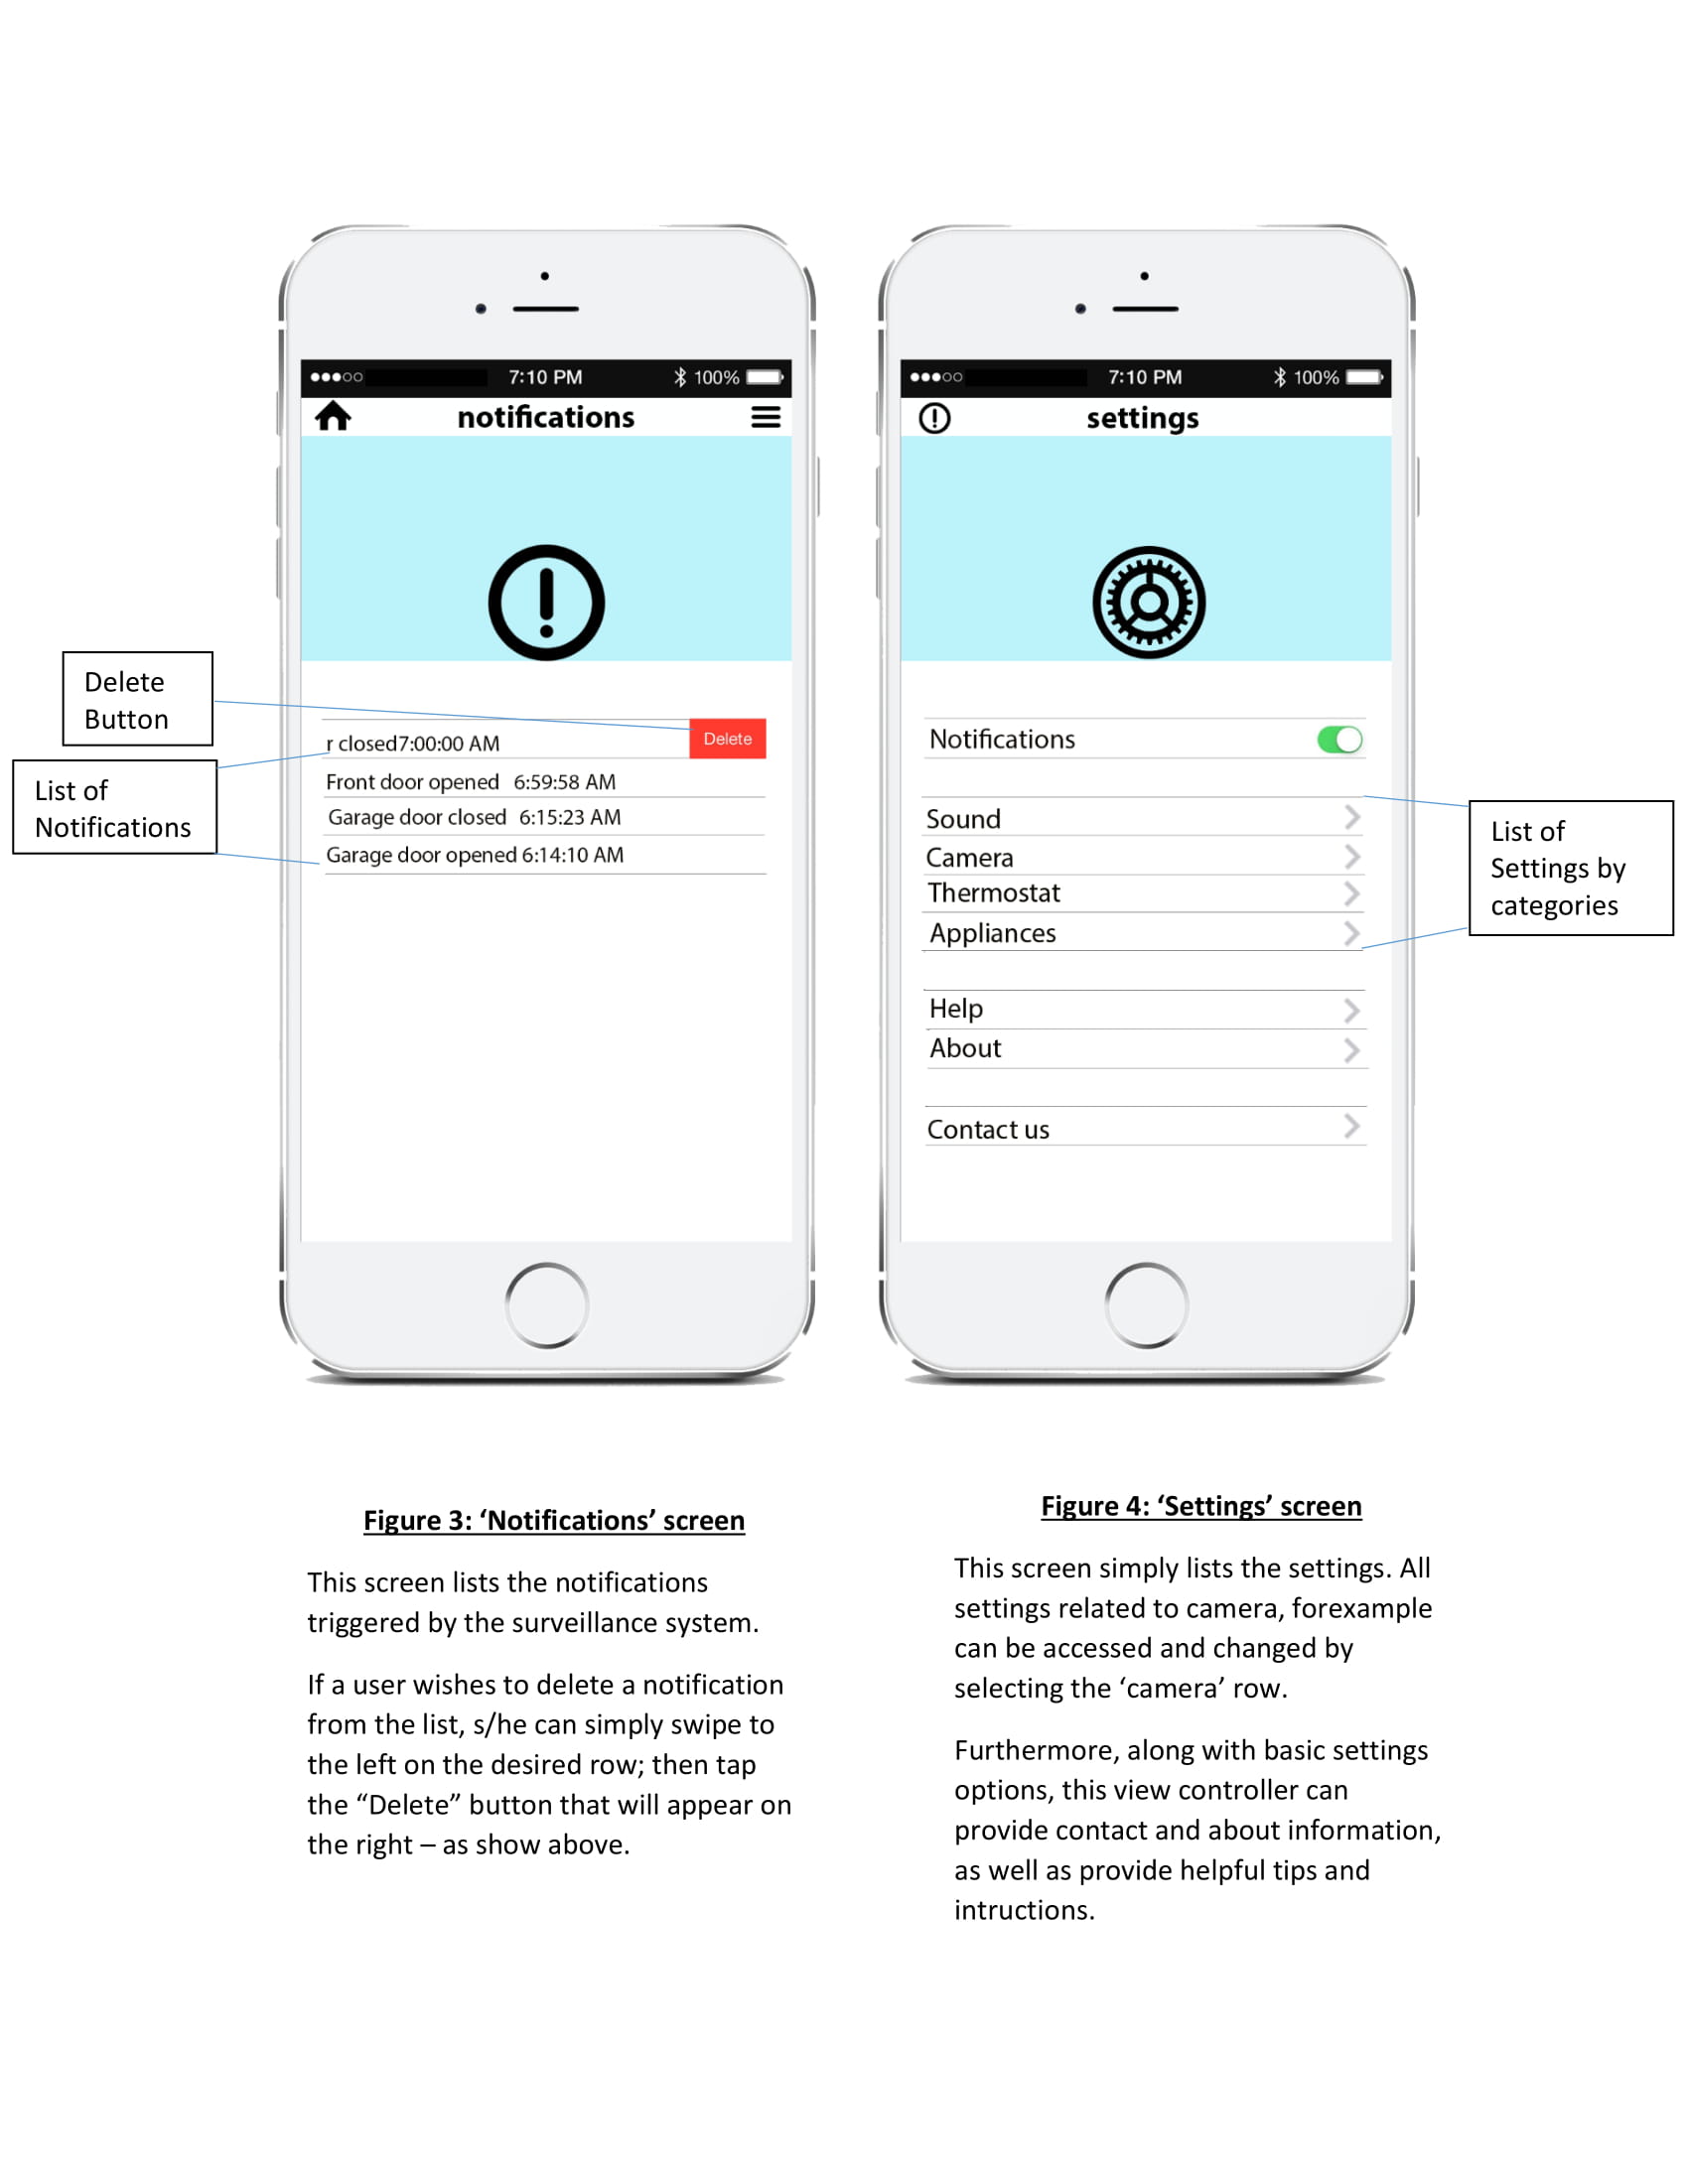 7:10 PM 100%
notifications
Delete
Button
r closed7:00:00 AM Delete
List of
Notifications
Front door opened 6:59:58 AM
Garage door closed 6:15:23 AM
Garage door opened 6:14:10 AM
7:10 PM 100%
settings
Notifications
Sound
Camera
Thermostat
Appliances
List of
Settings by
categories
Help
About
Contact us
Figure 3: ‘Notifications’ screen
This screen lists the notifications
triggered by the surveillance system.
If a user wishes to delete a notification
from the list, s/he can simply swipe to
the left on the desired row; then tap
the “Delete” button that will appear on
the right – as show above.
Figure 4: ‘Settings’ screen
This screen simply lists the settings. All
settings related to camera, forexample
can be accessed and changed by
selecting the ‘camera’ row.
Furthermore, along with basic settings
options, this view controller can
provide contact and about information,
as well as provide helpful tips and
intructions.